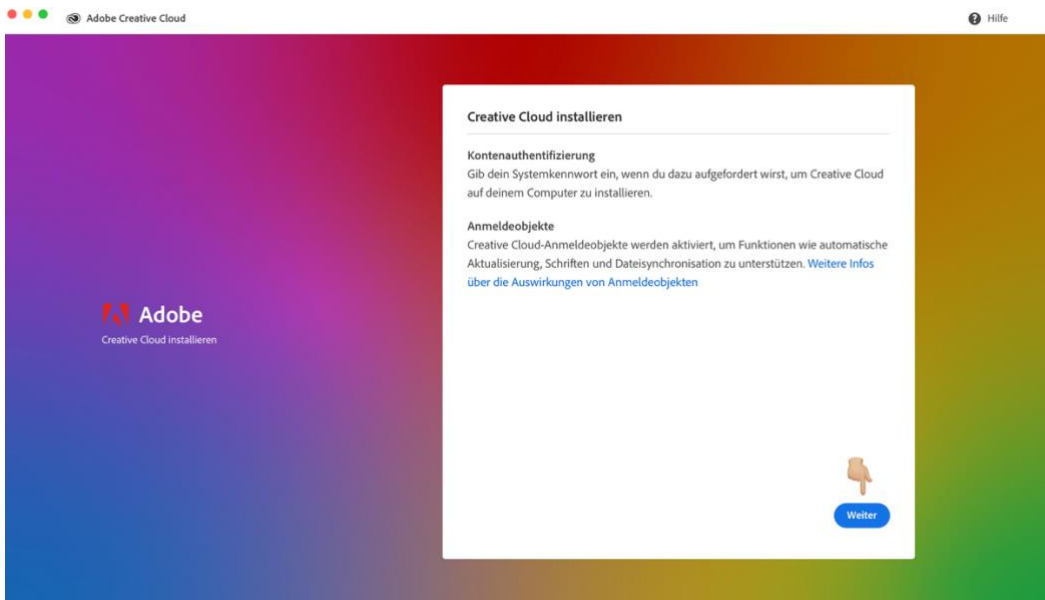 Adobe Creative Cloud
Hilfe
Creative Cloud installieren
Kontenauthentifizierung
Gib dein Systemkennwort ein, wenn du dazu aufgefordert wirst, um Creative Cloud
auf deinem Computer zu installieren.
Anmeldeobjekte
Creative Cloud-Anmeldeobjekte werden aktiviert, um Funktionen wie automatische
Aktualisierung, Schriften und Dateisynchronisation zu unterstützen. Weitere Infos
über die Auswirkungen von Anmeldeobjekten
Adobe
Creative Cloud installieren
Weiter